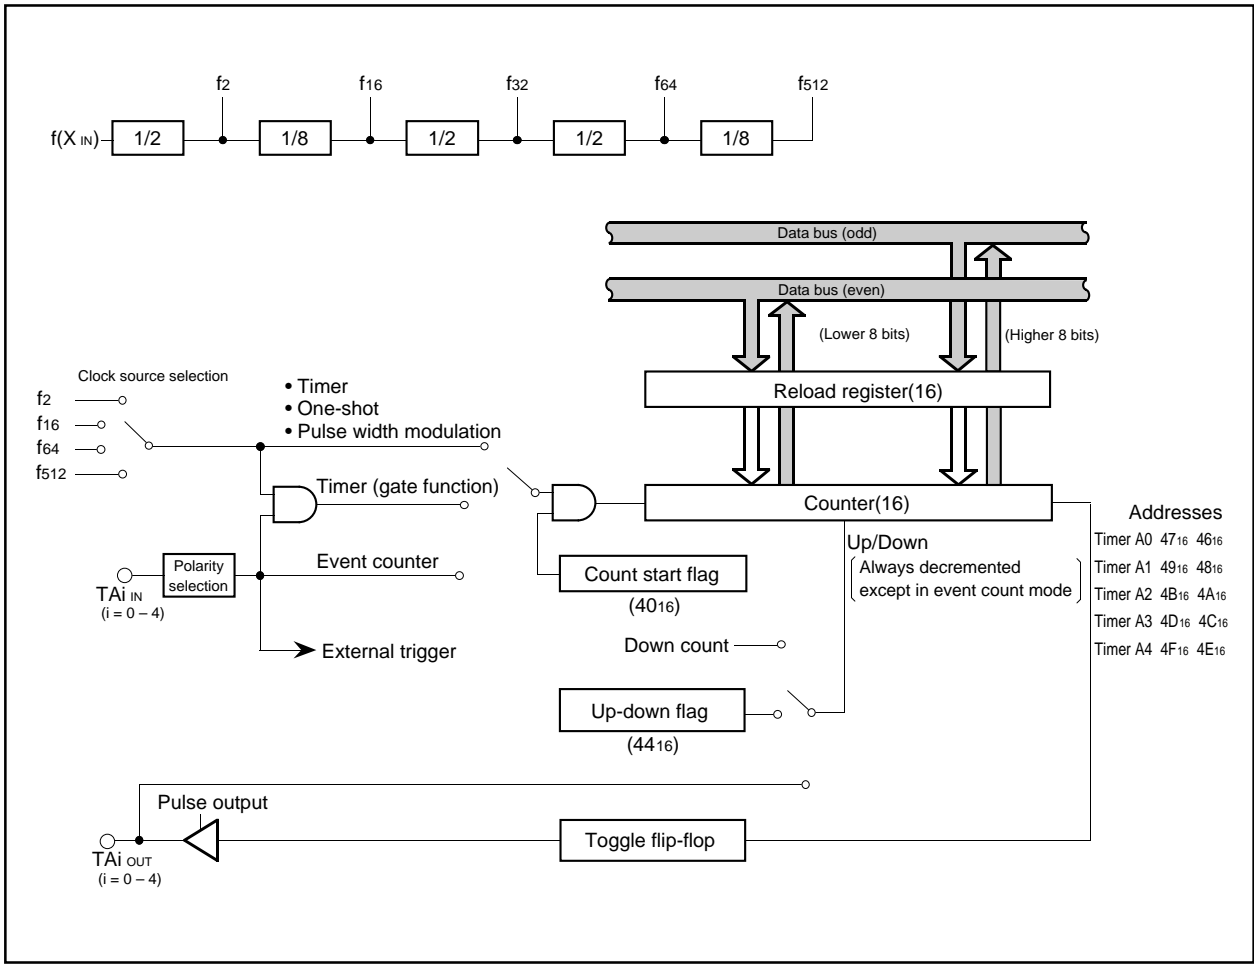 f2 f16 f32 f64 f512
f(X IN) 1/2 1/8 1/2 1/2 1/8
Data bus (odd)
Data bus (even)
(Lower 8 bits) (Higher 8 bits)
Reload register(16)
Clock source selection
f2
f16
f64
f512
• Timer
• One-shot
• Pulse width modulation
Timer (gate function)
Counter(16)
Addresses
Timer A0 4716 4616
Timer A1 4916 4816
Timer A2 4B16 4A16
Timer A3 4D16 4C16
Timer A4 4F16 4E16
Up/Down
Always decremented
except in event count mode
Polarity
selection
Event counter
TAi IN
(i = 0 – 4)
Count start flag
(4016)
External trigger
Down count
Up-down flag
(4416)
Pulse output
Toggle flip-flop
TAi OUT
(i = 0 – 4)